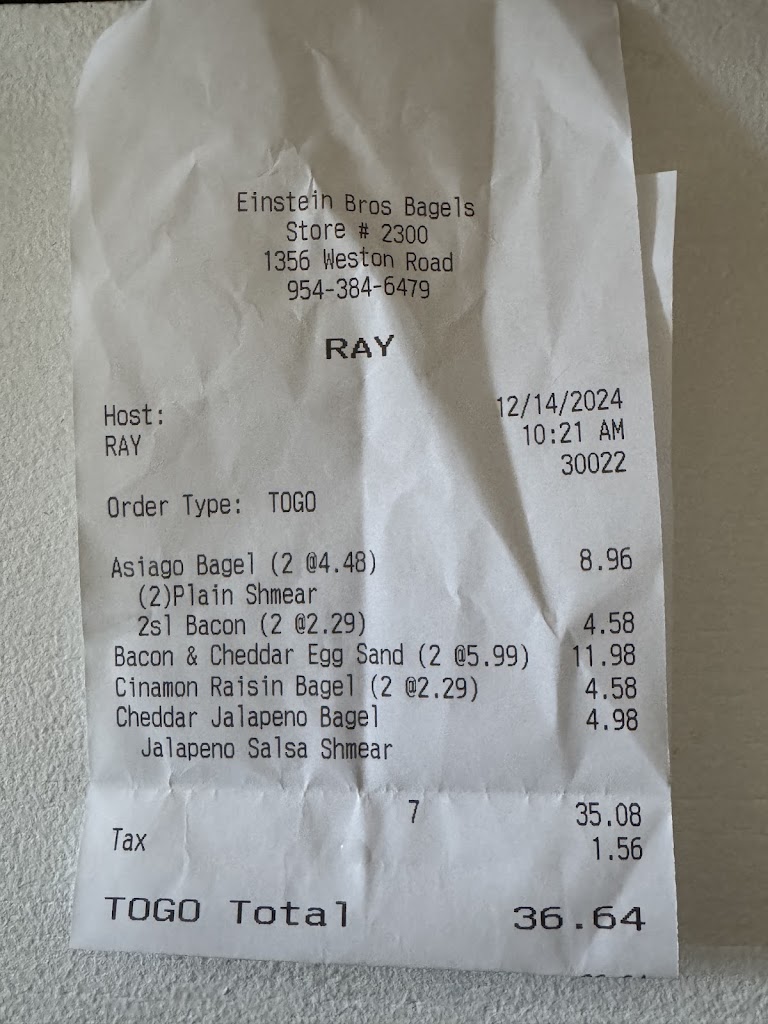 Einstein Bros Bagels
Store # 2300
1356 Weston Road
954-384-6479
RAY
Host: 12/14/2024
RAY 10:21 AM
30022
Order Type: TOGO
Asiago Bagel (2 @4.48) 8.96
(2)Plain Shmear
2sl Bacon (2 @2.29) 4.58
Bacon & Cheddar Egg Sand (2 @5.99) 11.98
Cinamon Raisin Bagel (2 @2.29) 4.58
Cheddar Jalapeno Bagel 4.98
Jalapeno Salsa Shmear
7 35.08
Tax 1.56
TOGO Total 36.64